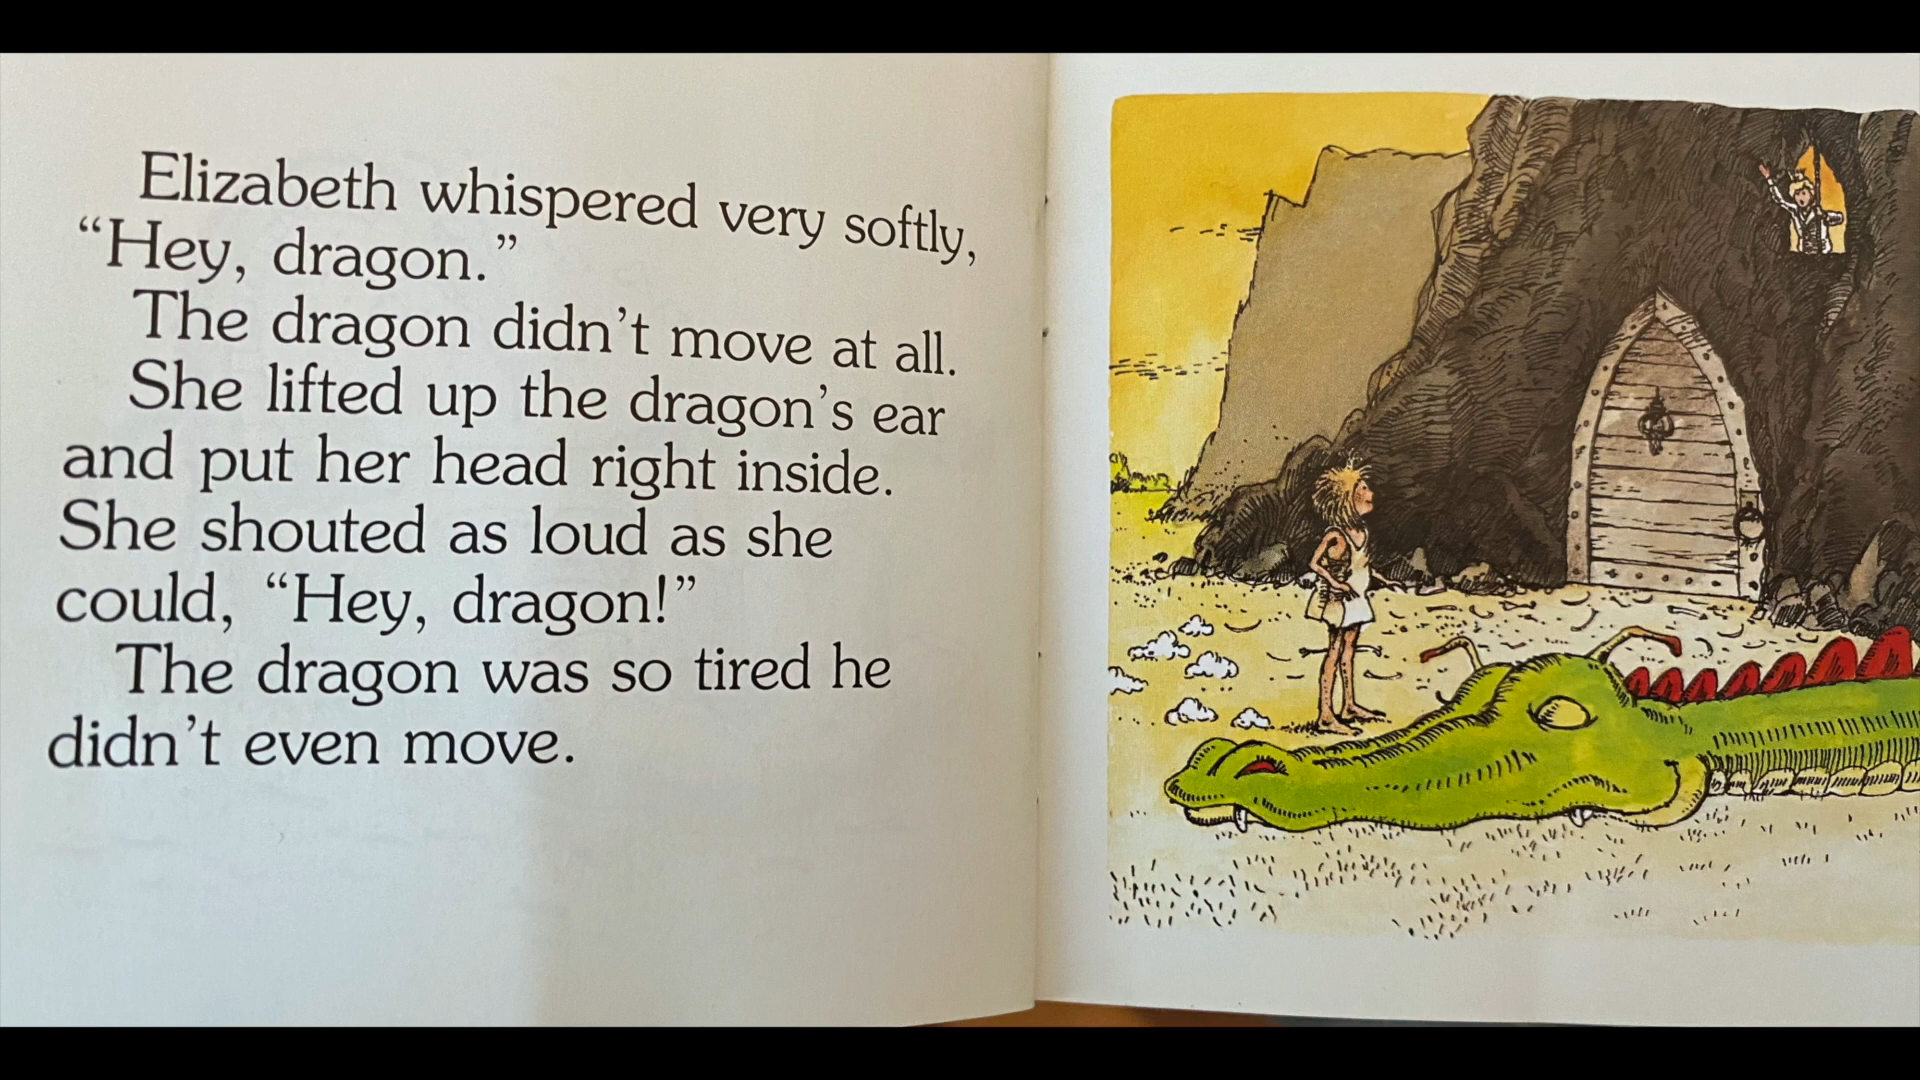 Elizabeth whispered very softly,
“Hey, dragon.”
The dragon didn’t move at all.
She lifted up the dragon’s ear
and put her head right inside.
She shouted as loud as she
could, “Hey, dragon!”
The dragon was so tired he
didn’t even move.